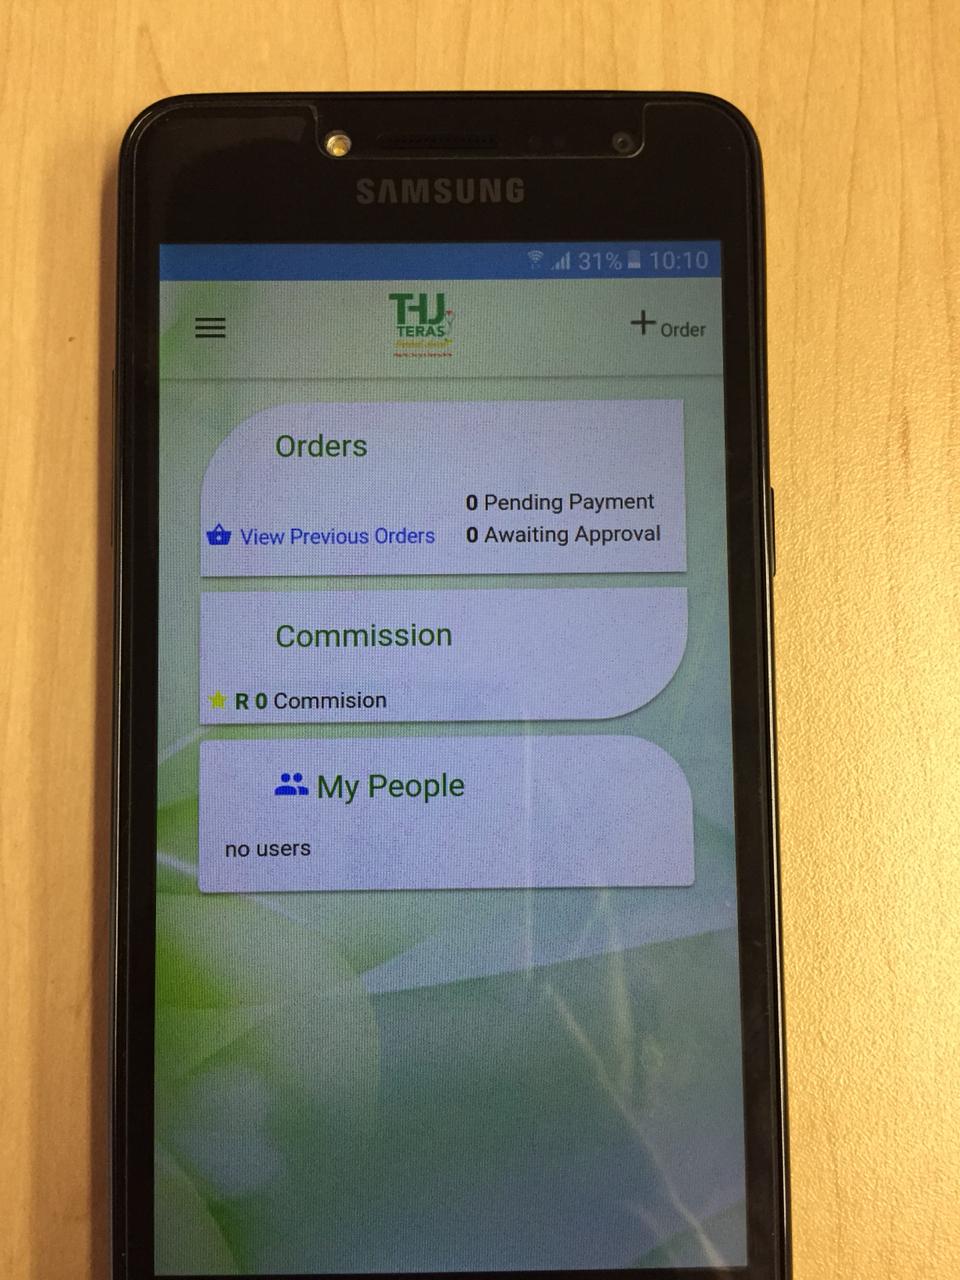 SAMSUNG
31% 10:10
THJ
TERAS
+ Order
Orders
0 Pending Payment
View Previous Orders
0 Awaiting Approval
Commission
R 0 Commision
My People
no users